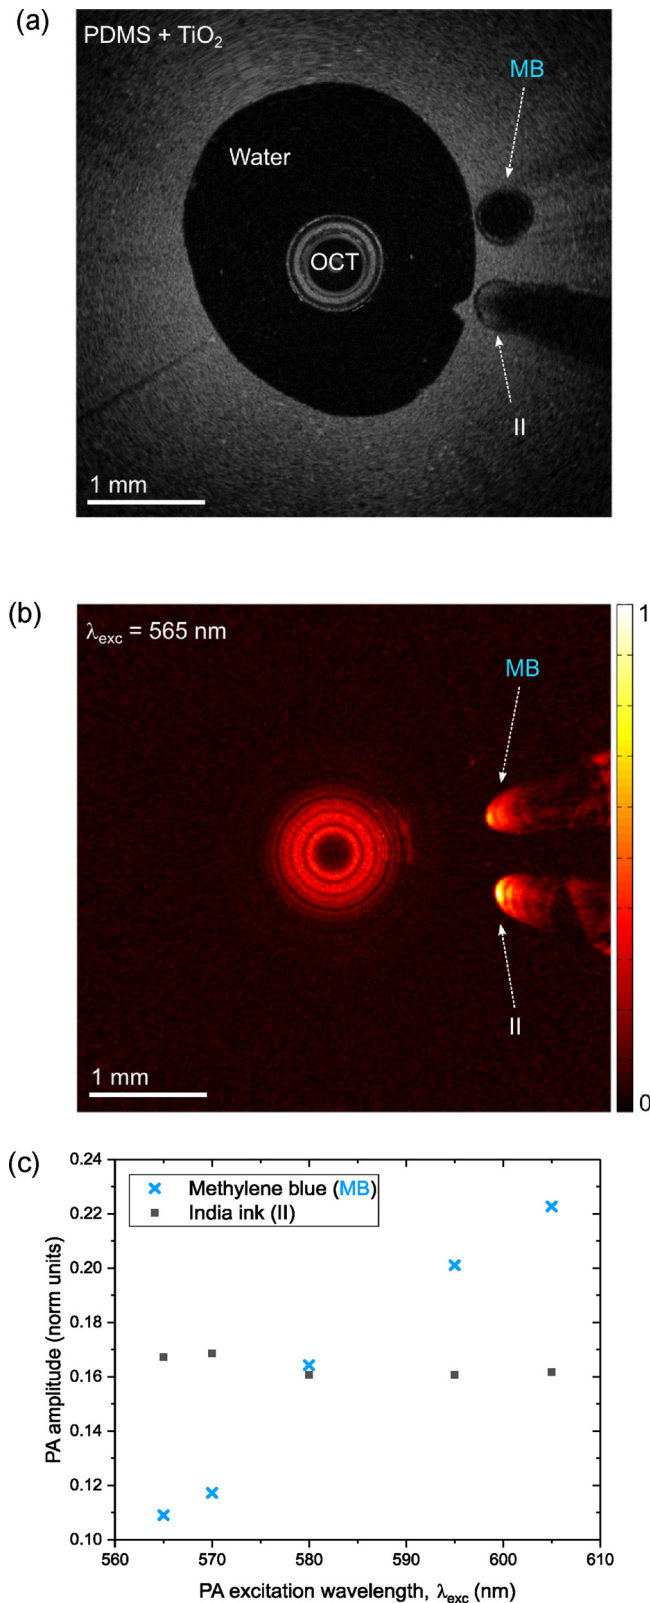 (a)
PDMS + TiO₂
MB
Water
OCT
II
1 mm
(b)
λexc = 565 nm
1
MB
II
1 mm
0
(c)
0.24
0.22
0.20
0.18
0.16
0.14
0.12
0.10
PA amplitude (norm units)
Methylene blue (MB)
India ink (II)
560 570 580 590 600 610
PA excitation wavelength, λexc (nm)